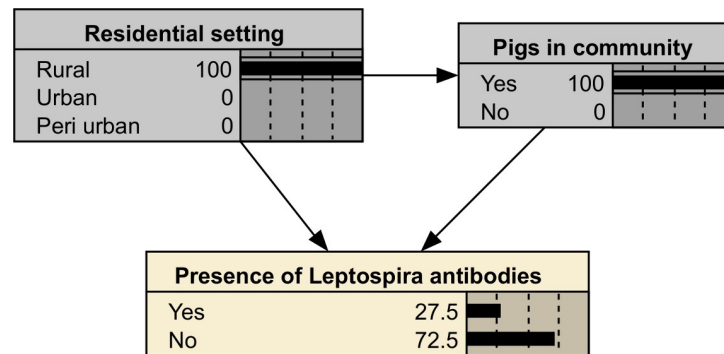 Residential setting
Rural 100
Urban 0
Peri urban 0
Pigs in community
Yes 100
No 0
Presence of Leptospira antibodies
Yes 27.5
No 72.5